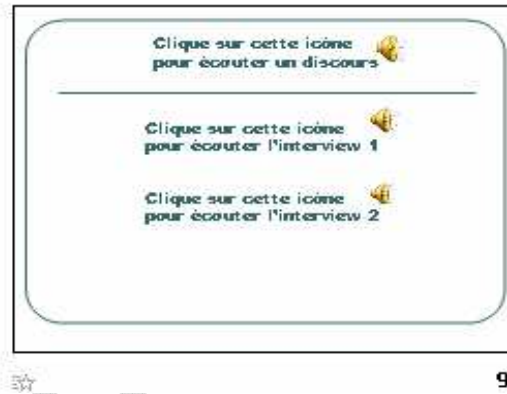 Clique sur cette icône
pour écouter un discours
Clique sur cette icône
pour écouter l'interview 1
Clique sur cette icône
pour écouter l'interview 2
9